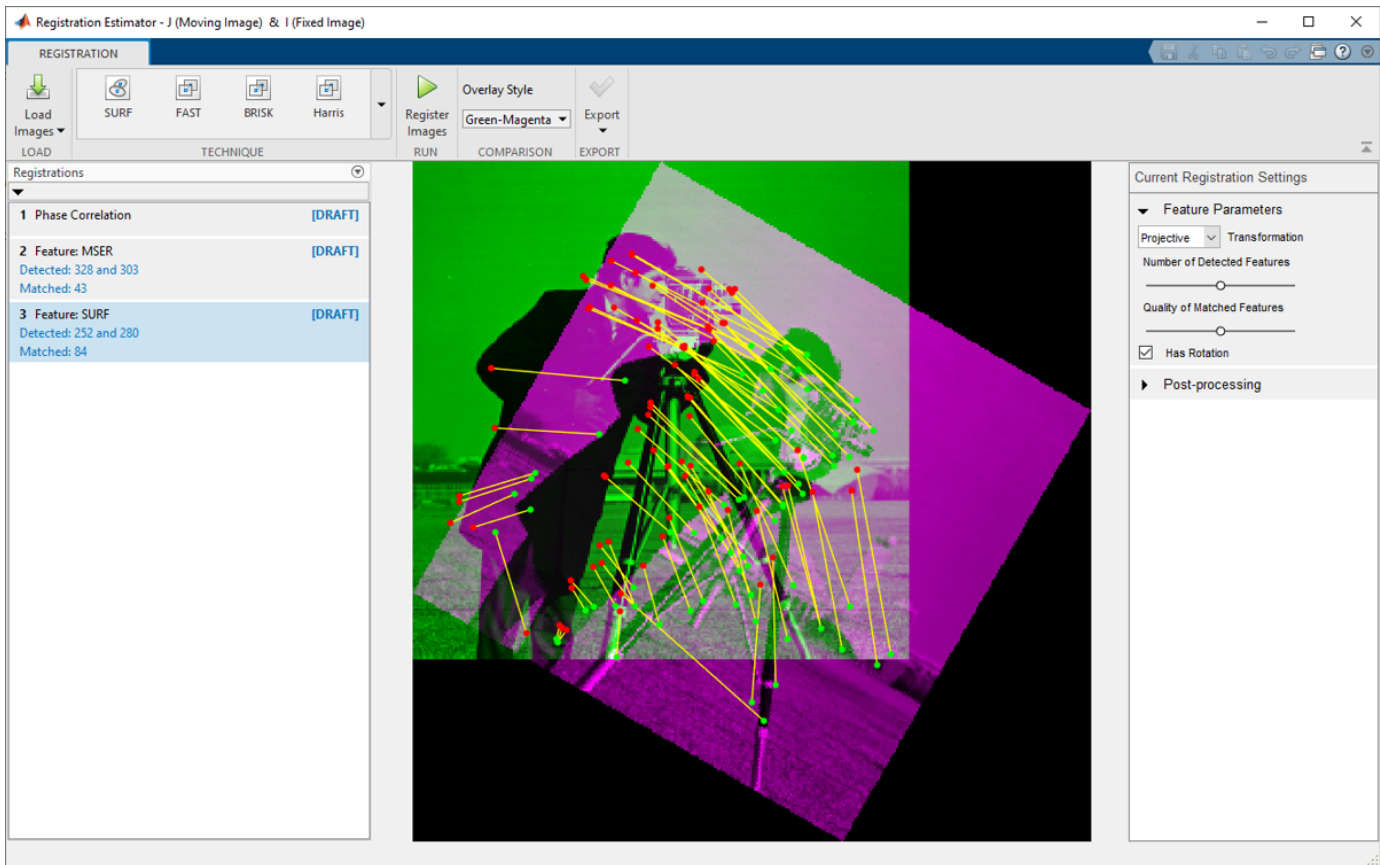 Registration Estimator - J (Moving Image) & I (Fixed Image)
REGISTRATION
Load Images
SURF
FAST
BRISK
Harris
Register Images
Overlay Style
Green-Magenta
Export
LOAD
TECHNIQUE
RUN
COMPARISON
EXPORT
Registrations
1 Phase Correlation [DRAFT]
2 Feature: MSER [DRAFT]
Detected: 328 and 303
Matched: 43
3 Feature: SURF [DRAFT]
Detected: 252 and 280
Matched: 84
Current Registration Settings
Feature Parameters
Projective Transformation
Number of Detected Features
Quality of Matched Features
Has Rotation
Post-processing